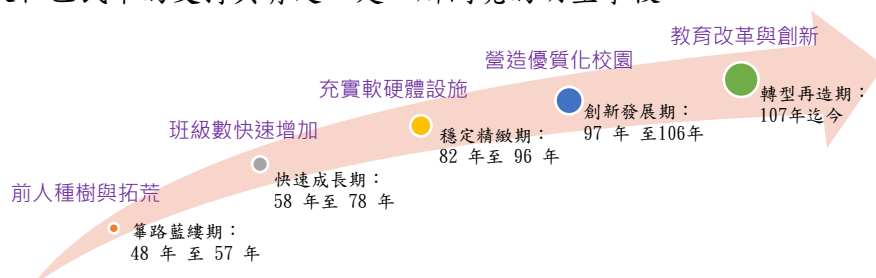 前人種樹與拓荒
篳路藍縷期：
48 年 至 57 年
班級數快速增加
快速成長期：
58 年至 78 年
充實軟硬體設施
穩定精緻期：
82 年至 96 年
營造優質化校園
創新發展期：
97 年 至106年
教育改革與創新
轉型再造期：
107年迄今